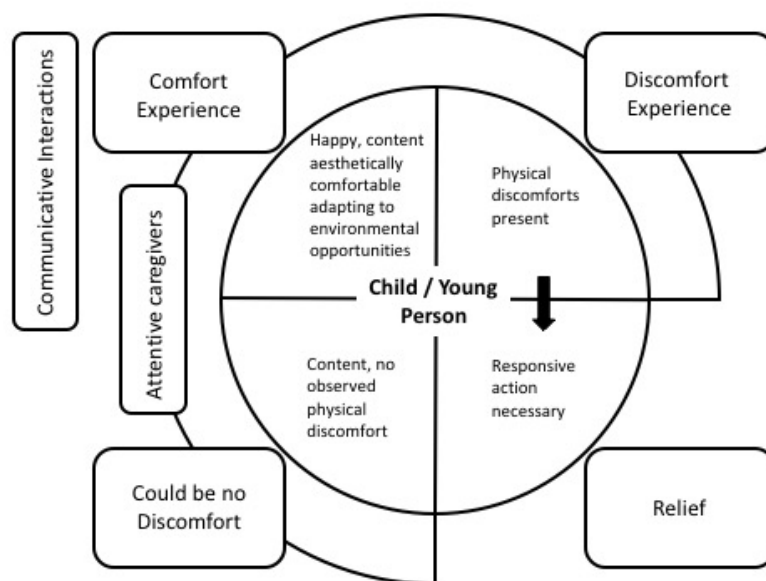 Communicative Interactions
Comfort
Experience
Discomfort
Experience
Happy, content
aesthetically
comfortable
adapting to
environmental
opportunities
Physical
discomforts
present
Attentive caregivers
Child / Young
Person
Content, no
observed
physical
discomfort
Responsive
action
necessary
Could be no
Discomfort
Relief